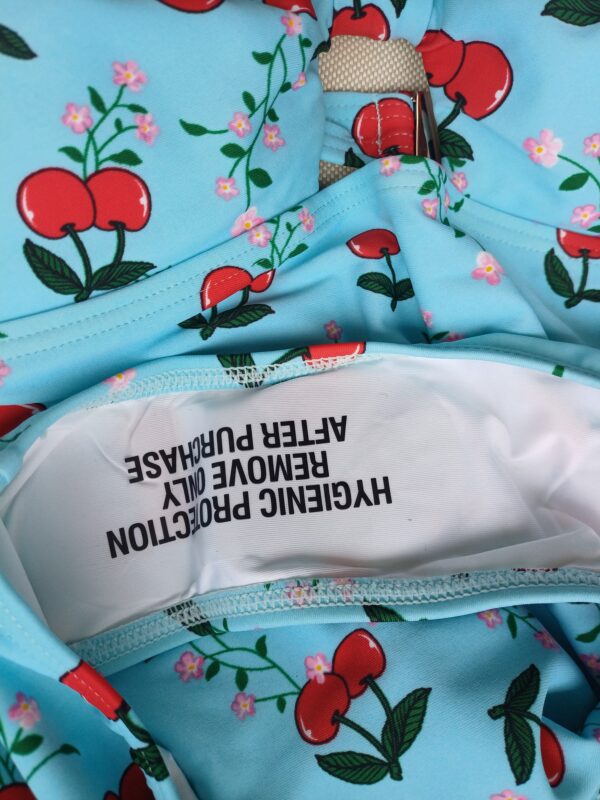 HYGIENIC PROTECTION
REMOVE ONLY
AFTER PURCHASE